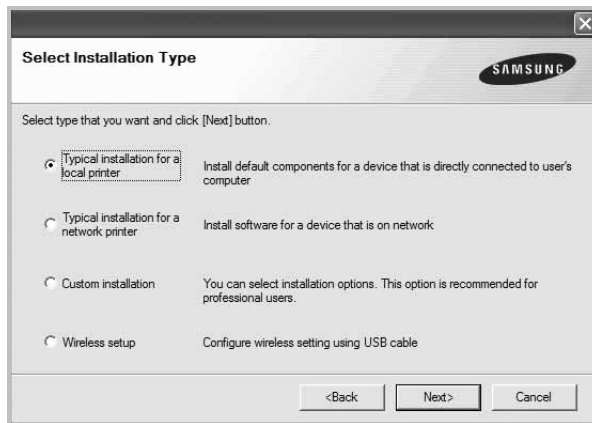 Select Installation Type
SAMSUNG
Select type that you want and click [Next] button.
Typical installation for a
local printer
Install default components for a device that is directly connected to user's
computer
Typical installation for a
network printer
Install software for a device that is on network
Custom installation
You can select installation options. This option is recommended for
professional users.
Wireless setup
Configure wireless setting using USB cable
<Back
Next>
Cancel